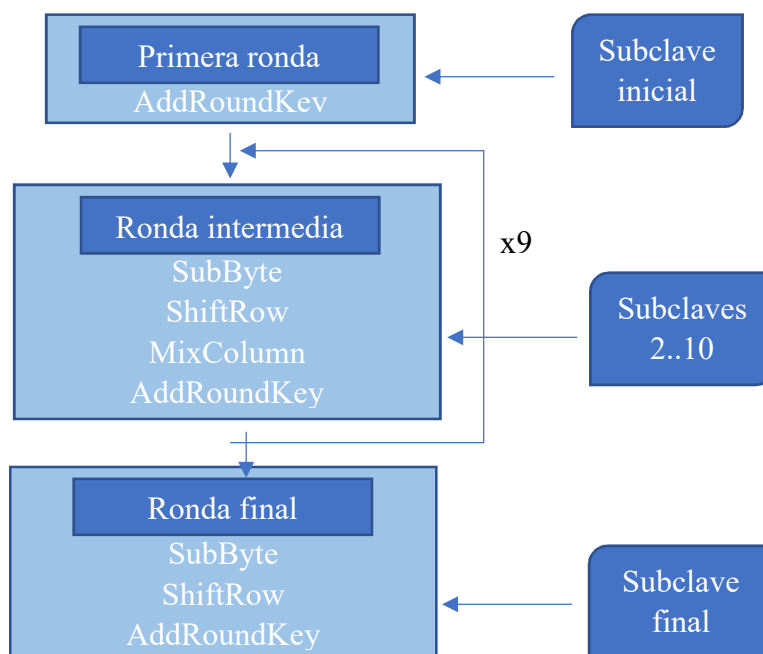 Primera ronda
AddRoundKey
Subclave
inicial
x9
Ronda intermedia
SubByte
ShiftRow
MixColumn
AddRoundKey
Subclaves
2..10
Ronda final
SubByte
ShiftRow
AddRoundKey
Subclave
final